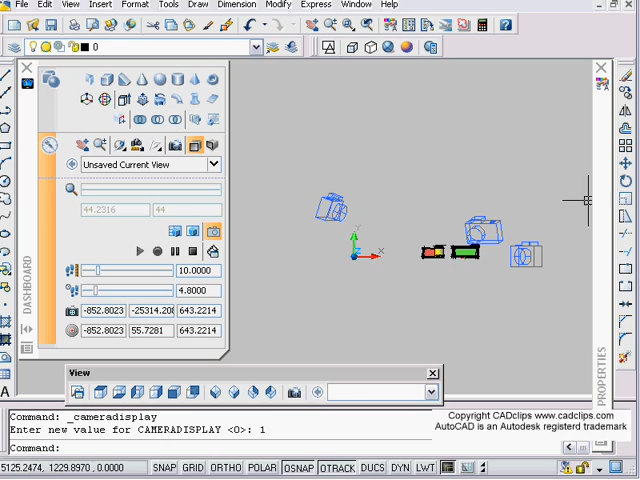 File Edit View Insert Format Tools Draw Dimension Modify Express Window Help
0
Unsaved Current View
44.2316 44
10.0000
4.8000
-852.8023 -25314.208 643.2214
-852.8023 55.7281 643.2214
DASHBOARD
Y
X
Z
PROPERTIES
View
Command: _cameradisplay
Enter new value for CAMERADISPLAY <0>: 1
Command:
Copyright CADclips www.cadclips.com
AutoCAD is an Autodesk registerd trademark
5125.2474, 1229.8970, 0.0000 SNAP GRID ORTHO POLAR OSNAP OTRACK DUCS DYN LWT